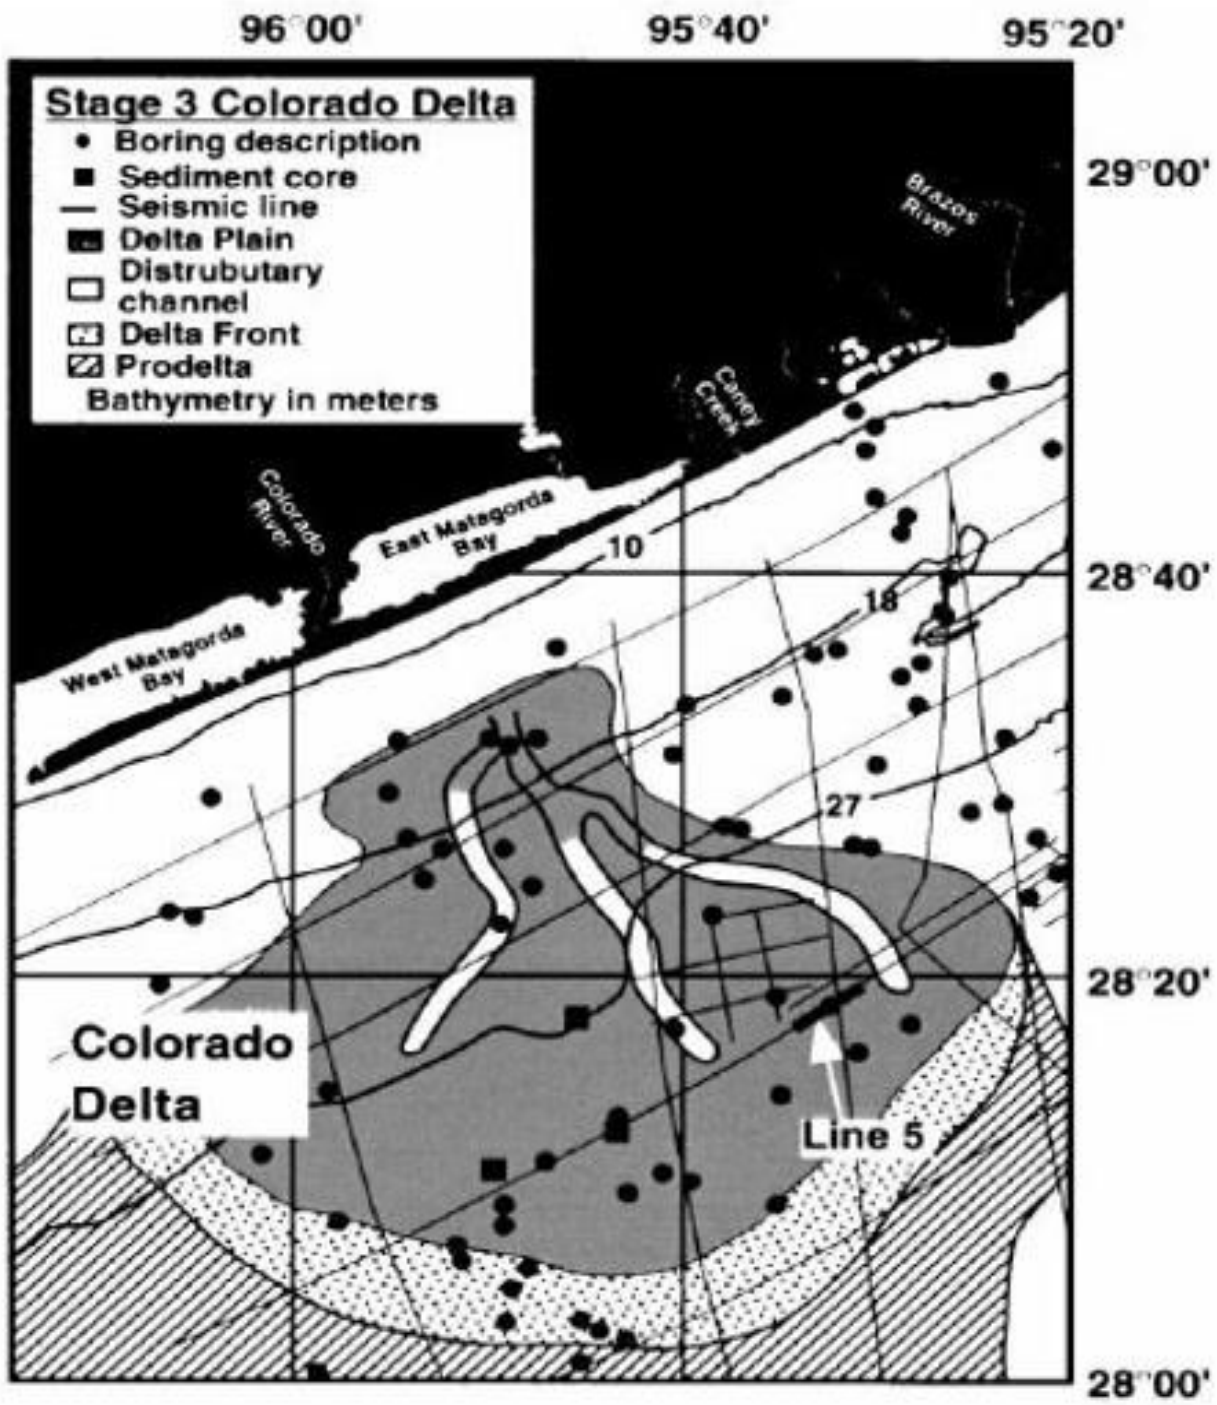 96°00' 95°40' 95°20'
Stage 3 Colorado Delta
Boring description
Sediment core
Seismic line
Delta Plain
Distrubutary
channel
Delta Front
Prodelta
Bathymetry in meters
29°00'
Brazos
River
Caney
Creek
Colorado
River
East Matagorda
Bay
10
28°40'
18
West Matagorda
Bay
27
28°20'
Colorado
Delta
Line 5
28°00'